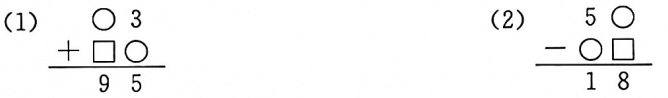 (1) ○ 3 (2) 5 ○
+ □ ○ − ○ □
9 5 1 8